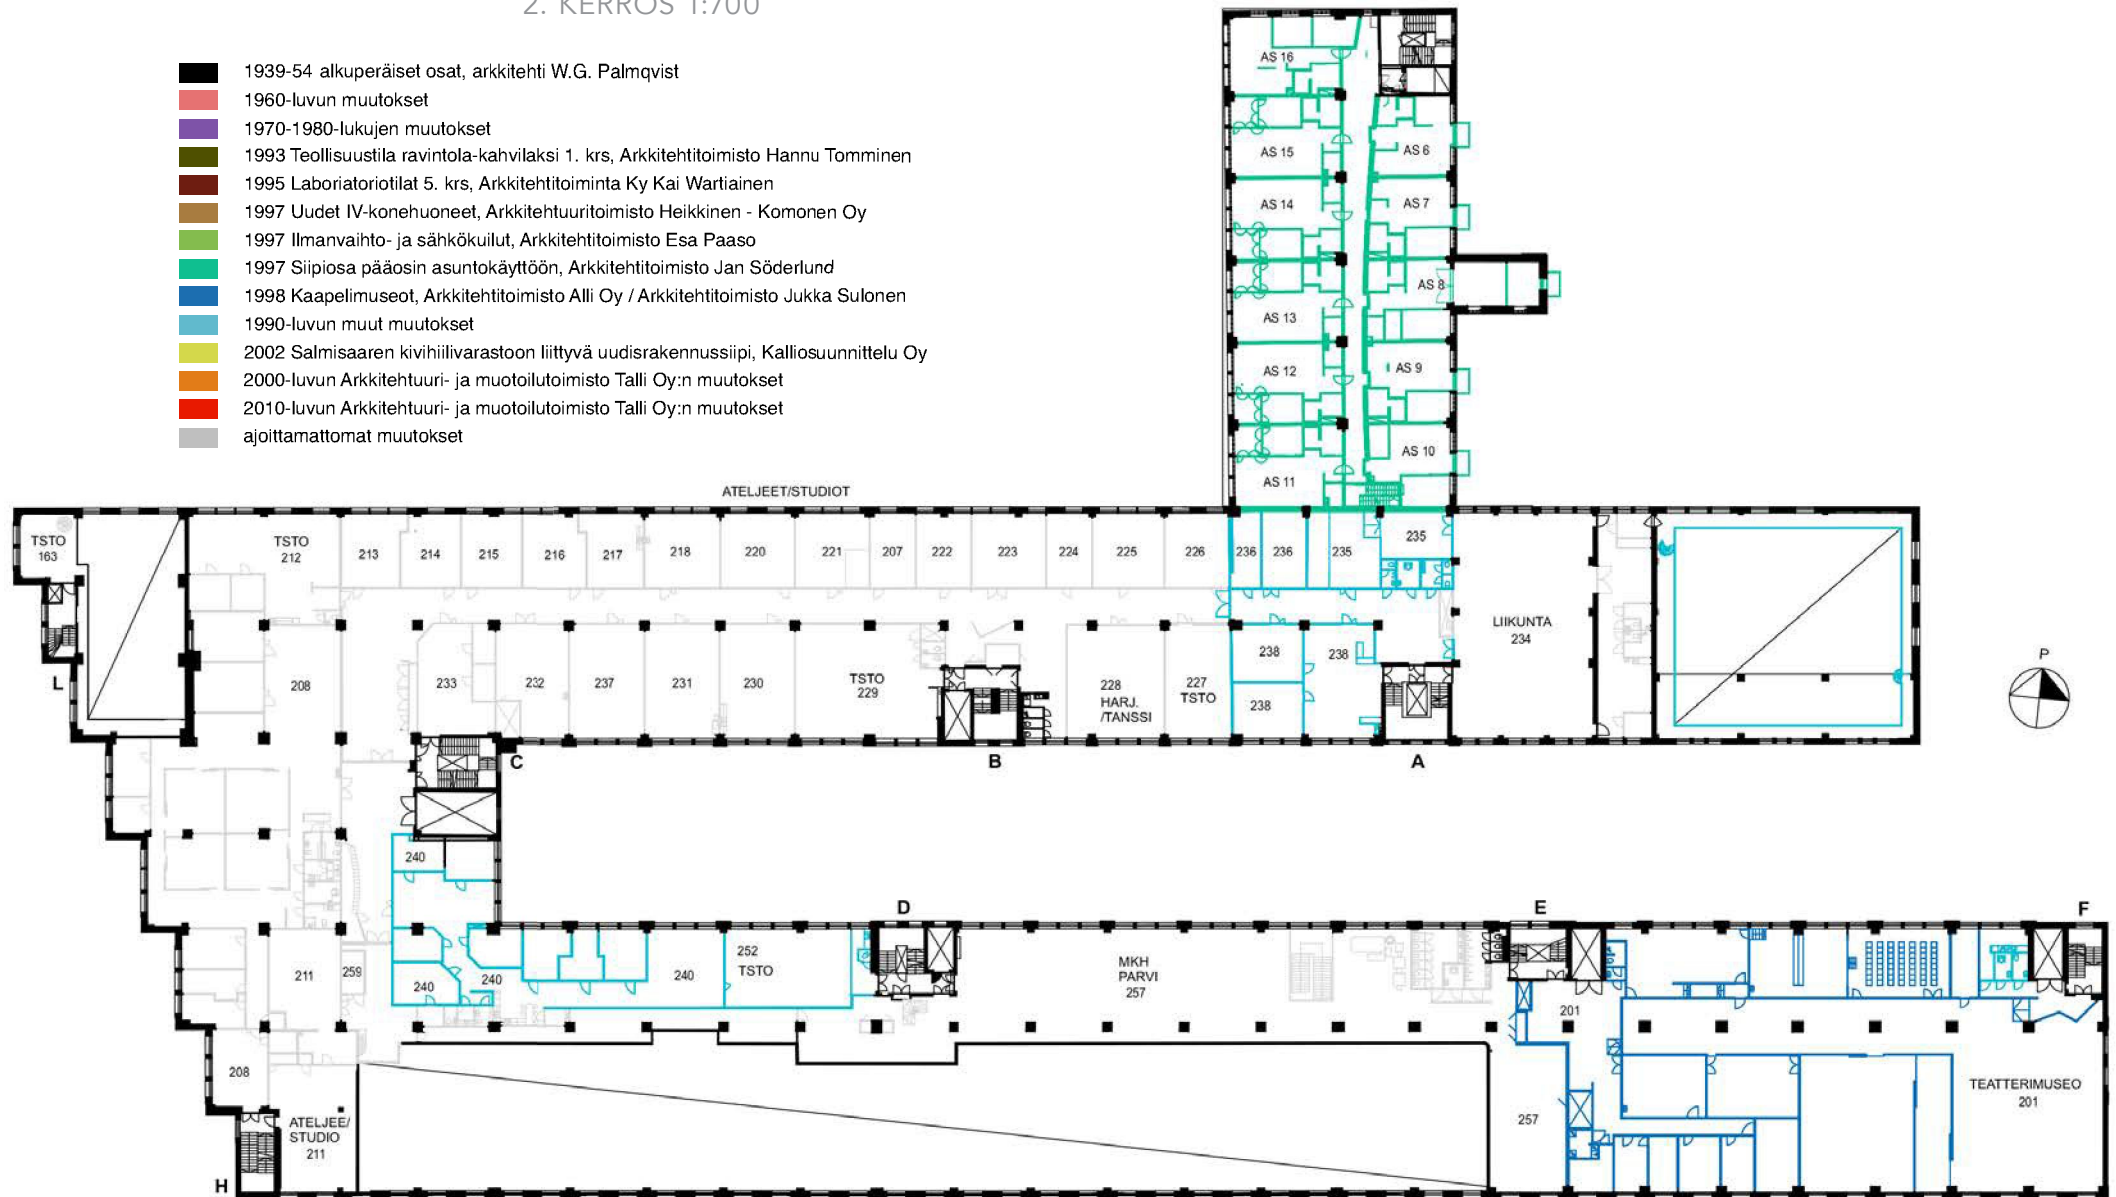 2. KERROS 1:700
1939-54 alkuperäiset osat, arkkitehti W.G. Palmqvist
1960-luvun muutokset
1970-1980-lukujen muutokset
1993 Teollisuustila ravintola-kahvilaksi 1. krs, Arkkitehtitoimisto Hannu Tomminen
1995 Laboriatoriotilat 5. krs, Arkkitehtitoiminta Ky Kai Wartiainen
1997 Uudet IV-konehuoneet, Arkkitehtuuritoimisto Heikkinen - Komonen Oy
1997 Ilmanvaihto- ja sähkökuilut, Arkkitehtitoimisto Esa Paaso
1997 Siipiosa pääosin asuntokäyttöön, Arkkitehtitoimisto Jan Söderlund
1998 Kaapelimuseot, Arkkitehtitoimisto Alli Oy / Arkkitehtitoimisto Jukka Sulonen
1990-luvun muut muutokset
2002 Salmisaaren kivihiilivarastoon liittyvä uudisrakennussiipi, Kalliosuunnittelu Oy
2000-luvun Arkkitehtuuri- ja muotoilutoimisto Talli Oy:n muutokset
2010-luvun Arkkitehtuuri- ja muotoilutoimisto Talli Oy:n muutokset
ajoittamattomat muutokset
AS 16
AS 15
AS 6
AS 14
AS 7
AS 8
AS 13
AS 12
AS 9
AS 10
AS 11
ATELJEET/STUDIOT
TSTO
163
TSTO
212
213
214
215
216
217
218
220
221
207
222
223
224
225
226
236
236
235
235
LIIKUNTA
234
P
L
208
233
232
237
231
230
TSTO
229
228
HARJ.
/TANSSI
227
TSTO
238
238
238
C
B
A
240
D
E
F
211
259
240
240
240
252
TSTO
MKH
PARVI
257
201
208
ATELJEE/
STUDIO
211
257
TEATTERIMUSEO
201
H